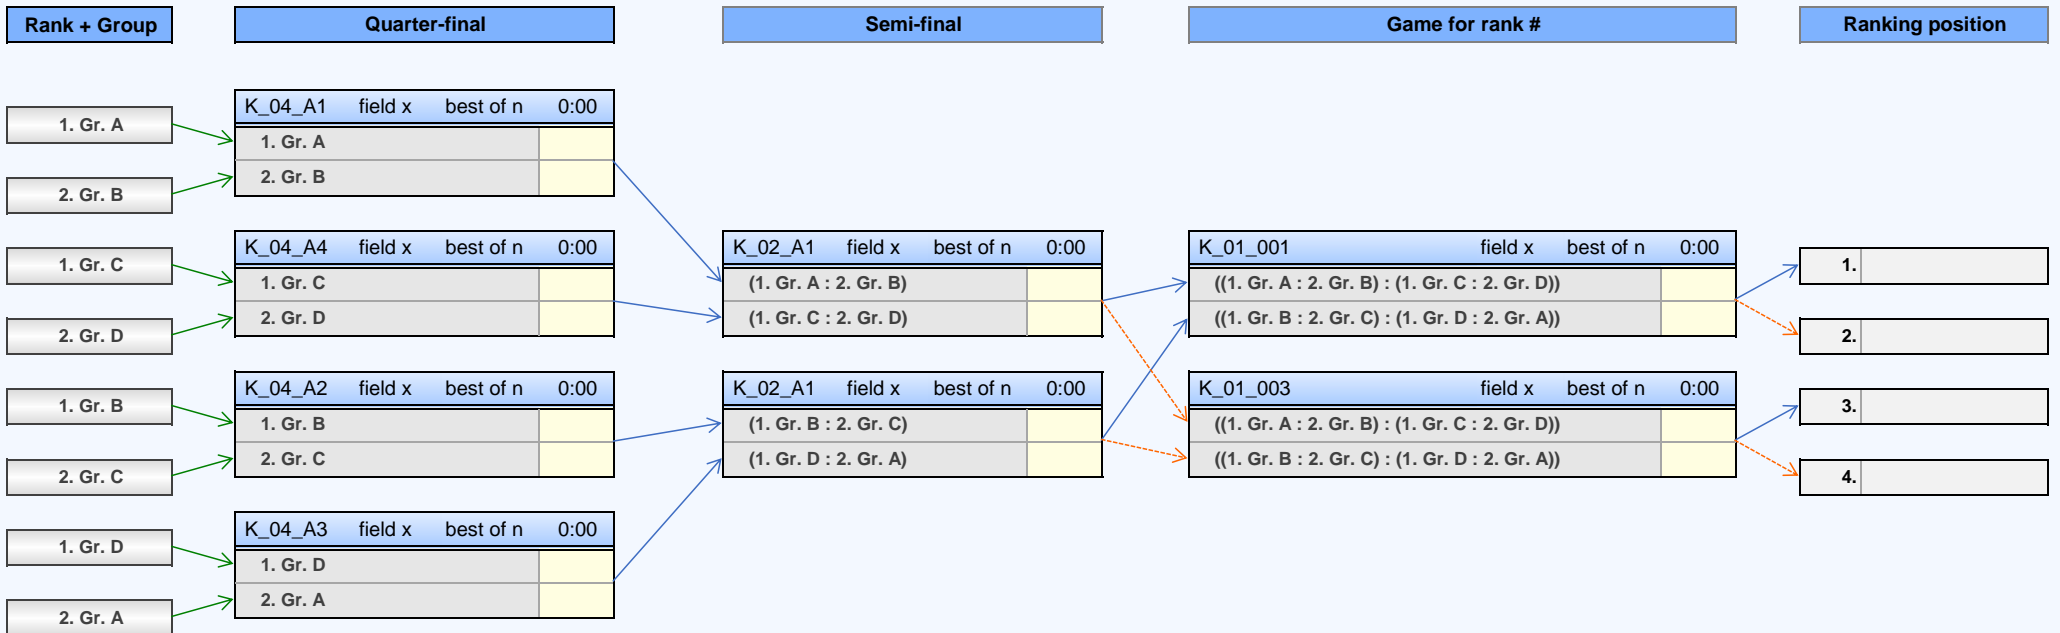 Rank + Group Quarter-final Semi-final Game for rank # Ranking position
K_04_A1 field x best of n 0:00
1. Gr. A
1. Gr. A
2. Gr. B
2. Gr. B
K_04_A4 field x best of n 0:00
K_02_A1 field x best of n 0:00
K_01_001 field x best of n 0:00
1. Gr. C
1. Gr. C
(1. Gr. A : 2. Gr. B)
((1. Gr. A : 2. Gr. B) : (1. Gr. C : 2. Gr. D))
1.
2. Gr. D
2. Gr. D
(1. Gr. C : 2. Gr. D)
((1. Gr. B : 2. Gr. C) : (1. Gr. D : 2. Gr. A))
2.
K_04_A2 field x best of n 0:00
K_02_A1 field x best of n 0:00
K_01_003 field x best of n 0:00
1. Gr. B
1. Gr. B
(1. Gr. B : 2. Gr. C)
((1. Gr. A : 2. Gr. B) : (1. Gr. C : 2. Gr. D))
3.
2. Gr. C
2. Gr. C
(1. Gr. D : 2. Gr. A)
((1. Gr. B : 2. Gr. C) : (1. Gr. D : 2. Gr. A))
4.
K_04_A3 field x best of n 0:00
1. Gr. D
1. Gr. D
2. Gr. A
2. Gr. A